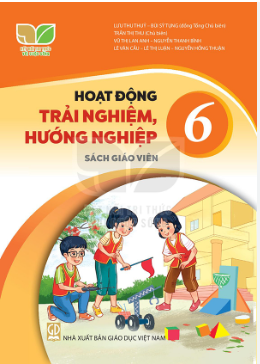 KẾT NỐI TRI THỨC
VỚI CUỘC SỐNG
LƯU THU THUỶ - BÙI SỸ TỤNG (đồng Tổng Chủ biên)
TRẦN THỊ THU (Chủ biên)
VŨ THỊ LAN ANH - NGUYỄN THANH BÌNH
LÊ VĂN CẦU - LÊ THỊ LUẬN - NGUYỄN HỒNG THUẬN
HOẠT ĐỘNG
TRẢI NGHIỆM,
HƯỚNG NGHIỆP
6
SÁCH GIÁO VIÊN
NHÀ XUẤT BẢN GIÁO DỤC VIỆT NAM